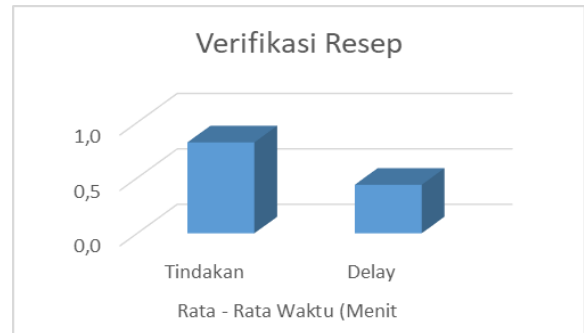 Verifikasi Resep
1,0
0,5
0,0
Tindakan Delay
Rata - Rata Waktu (Menit